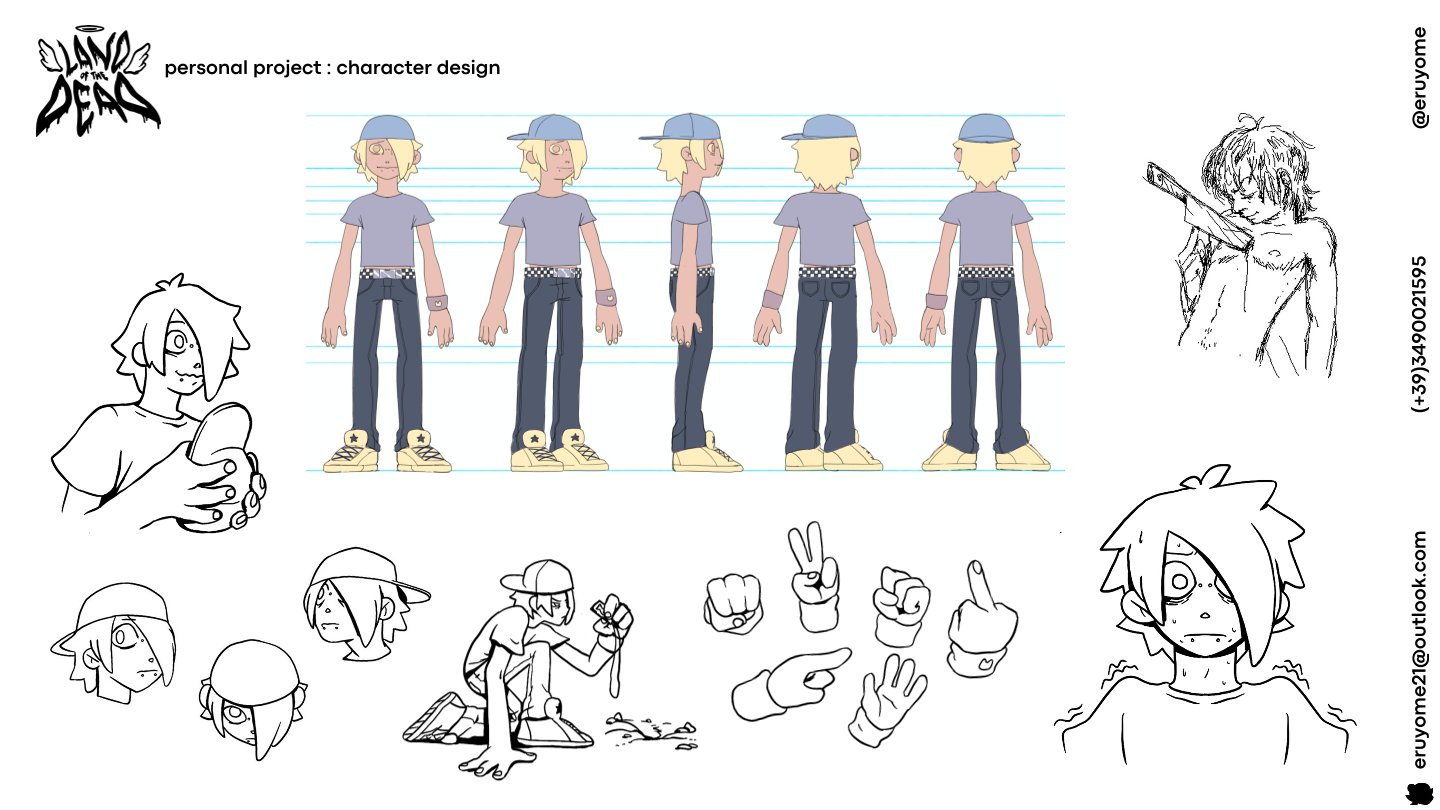 LAND
OF THE
DEAD
personal project : character design
@eruyome
(+39)3490021595
eruyome21@outlook.com